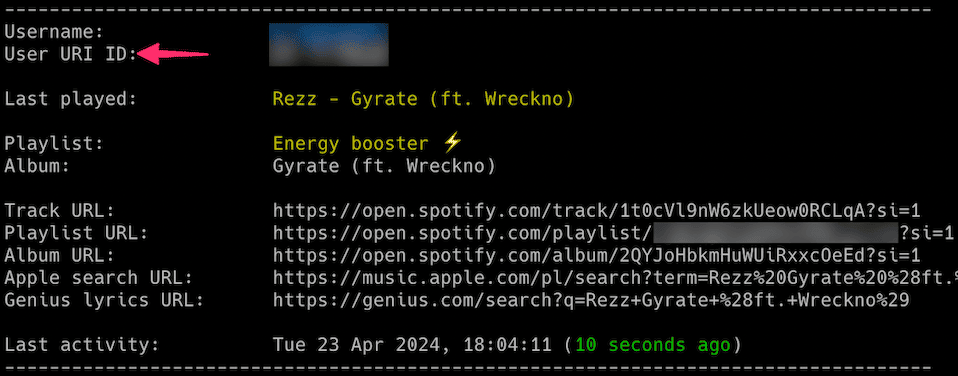 --------------------------------------------------------------------------------------
Username:
User URI ID:
Last played: Rezz - Gyrate (ft. Wreckno)
Playlist: Energy booster ⚡
Album: Gyrate (ft. Wreckno)
Track URL: https://open.spotify.com/track/1t0cVl9nW6zkUeow0RCLqA?si=1
Playlist URL: https://open.spotify.com/playlist/ ?si=1
Album URL: https://open.spotify.com/album/2QYJoHbkmHuWUiRxxcOeEd?si=1
Apple search URL: https://music.apple.com/pl/search?term=Rezz%20Gyrate%20%28ft.%
Genius lyrics URL: https://genius.com/search?q=Rezz+Gyrate+%28ft.+Wreckno%29
Last activity: Tue 23 Apr 2024, 18:04:11 (10 seconds ago)
--------------------------------------------------------------------------------------